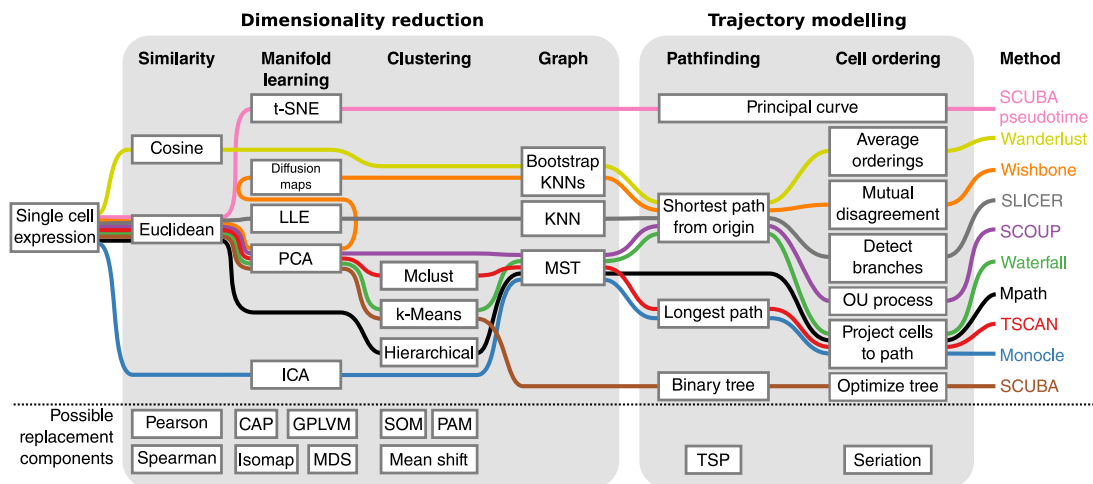 Dimensionality reduction
Trajectory modelling
Similarity
Manifold
learning
Clustering
Graph
Pathfinding
Cell ordering
Method
t-SNE
Principal curve
SCUBA
pseudotime
Cosine
Bootstrap
KNNs
Average
orderings
Wanderlust
Diffusion
maps
Wishbone
Single cell
expression
Euclidean
LLE
KNN
Shortest path
from origin
Mutual
disagreement
SLICER
PCA
MST
Detect
branches
SCOUP
Mclust
Waterfall
k-Means
Longest path
OU process
Mpath
Hierarchical
Project cells
to path
TSCAN
ICA
Monocle
Binary tree
Optimize tree
SCUBA
Possible
replacement
components
Pearson
CAP
GPLVM
SOM
PAM
Spearman
Isomap
MDS
Mean shift
TSP
Seriation